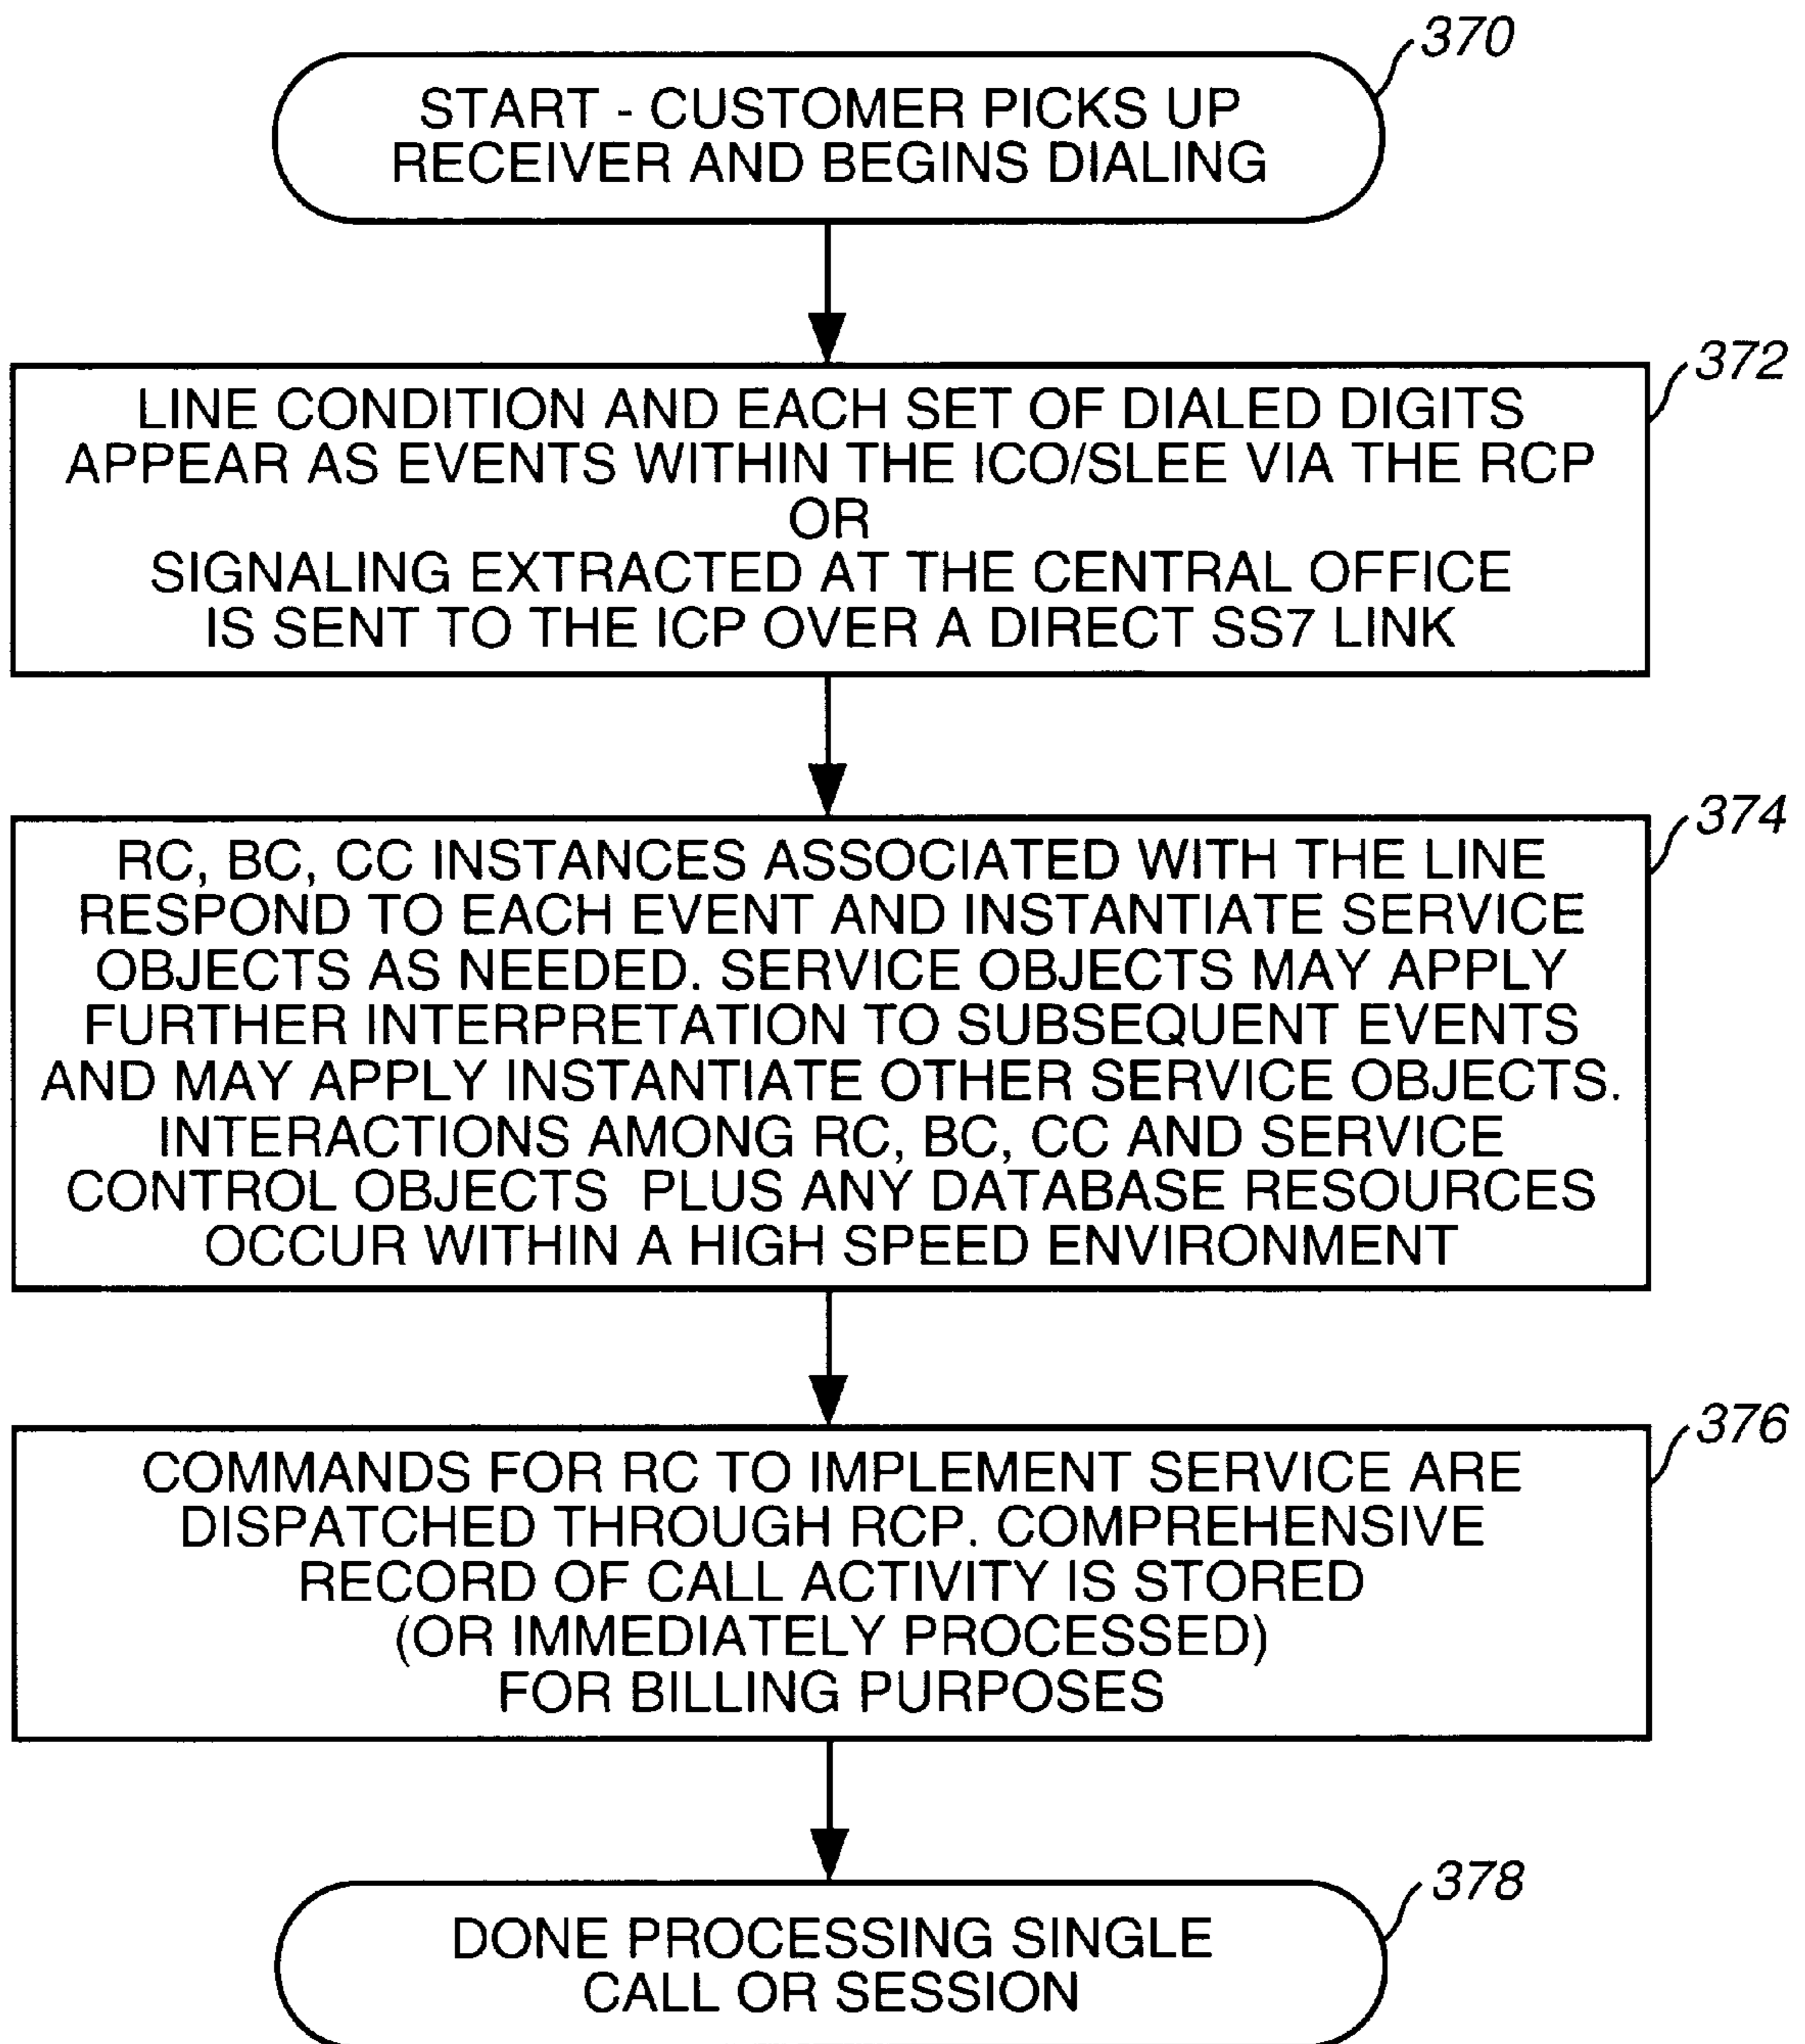 370
START - CUSTOMER PICKS UP
RECEIVER AND BEGINS DIALING
372
LINE CONDITION AND EACH SET OF DIALED DIGITS
APPEAR AS EVENTS WITHIN THE ICO/SLEE VIA THE RCP
OR
SIGNALING EXTRACTED AT THE CENTRAL OFFICE
IS SENT TO THE ICP OVER A DIRECT SS7 LINK
374
RC, BC, CC INSTANCES ASSOCIATED WITH THE LINE
RESPOND TO EACH EVENT AND INSTANTIATE SERVICE
OBJECTS AS NEEDED. SERVICE OBJECTS MAY APPLY
FURTHER INTERPRETATION TO SUBSEQUENT EVENTS
AND MAY APPLY INSTANTIATE OTHER SERVICE OBJECTS.
INTERACTIONS AMONG RC, BC, CC AND SERVICE
CONTROL OBJECTS PLUS ANY DATABASE RESOURCES
OCCUR WITHIN A HIGH SPEED ENVIRONMENT
376
COMMANDS FOR RC TO IMPLEMENT SERVICE ARE
DISPATCHED THROUGH RCP. COMPREHENSIVE
RECORD OF CALL ACTIVITY IS STORED
(OR IMMEDIATELY PROCESSED)
FOR BILLING PURPOSES
378
DONE PROCESSING SINGLE
CALL OR SESSION